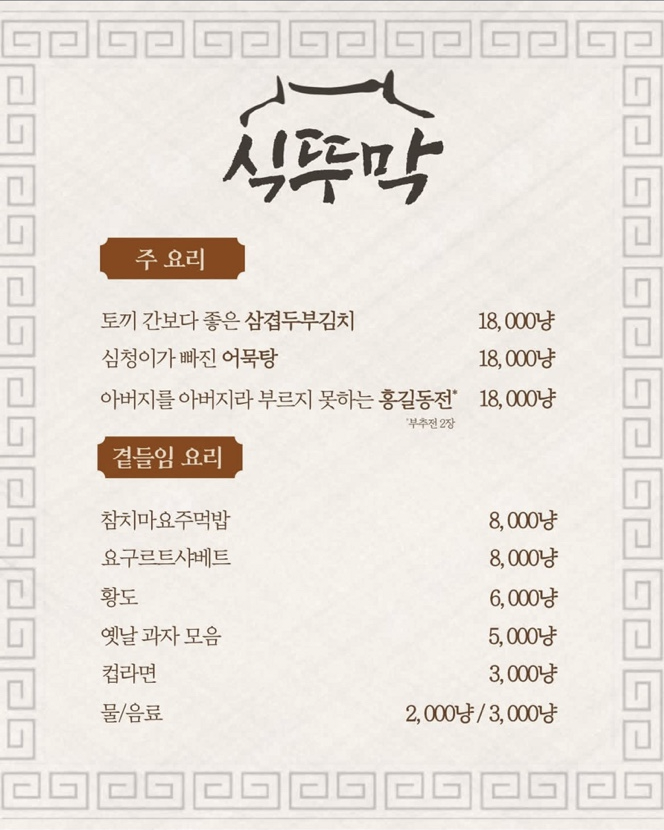 식뚜막
주 요리
토끼 간보다 좋은 삼겹두부김치 18,000냥
심청이가 빠진 어묵탕 18,000냥
아버지를 아버지라 부르지 못하는 홍길동전* 18,000냥
*부추전 2장
곁들임 요리
참치마요주먹밥 8,000냥
요구르트샤베트 8,000냥
황도 6,000냥
옛날 과자 모음 5,000냥
컵라면 3,000냥
물/음료 2,000냥 / 3,000냥